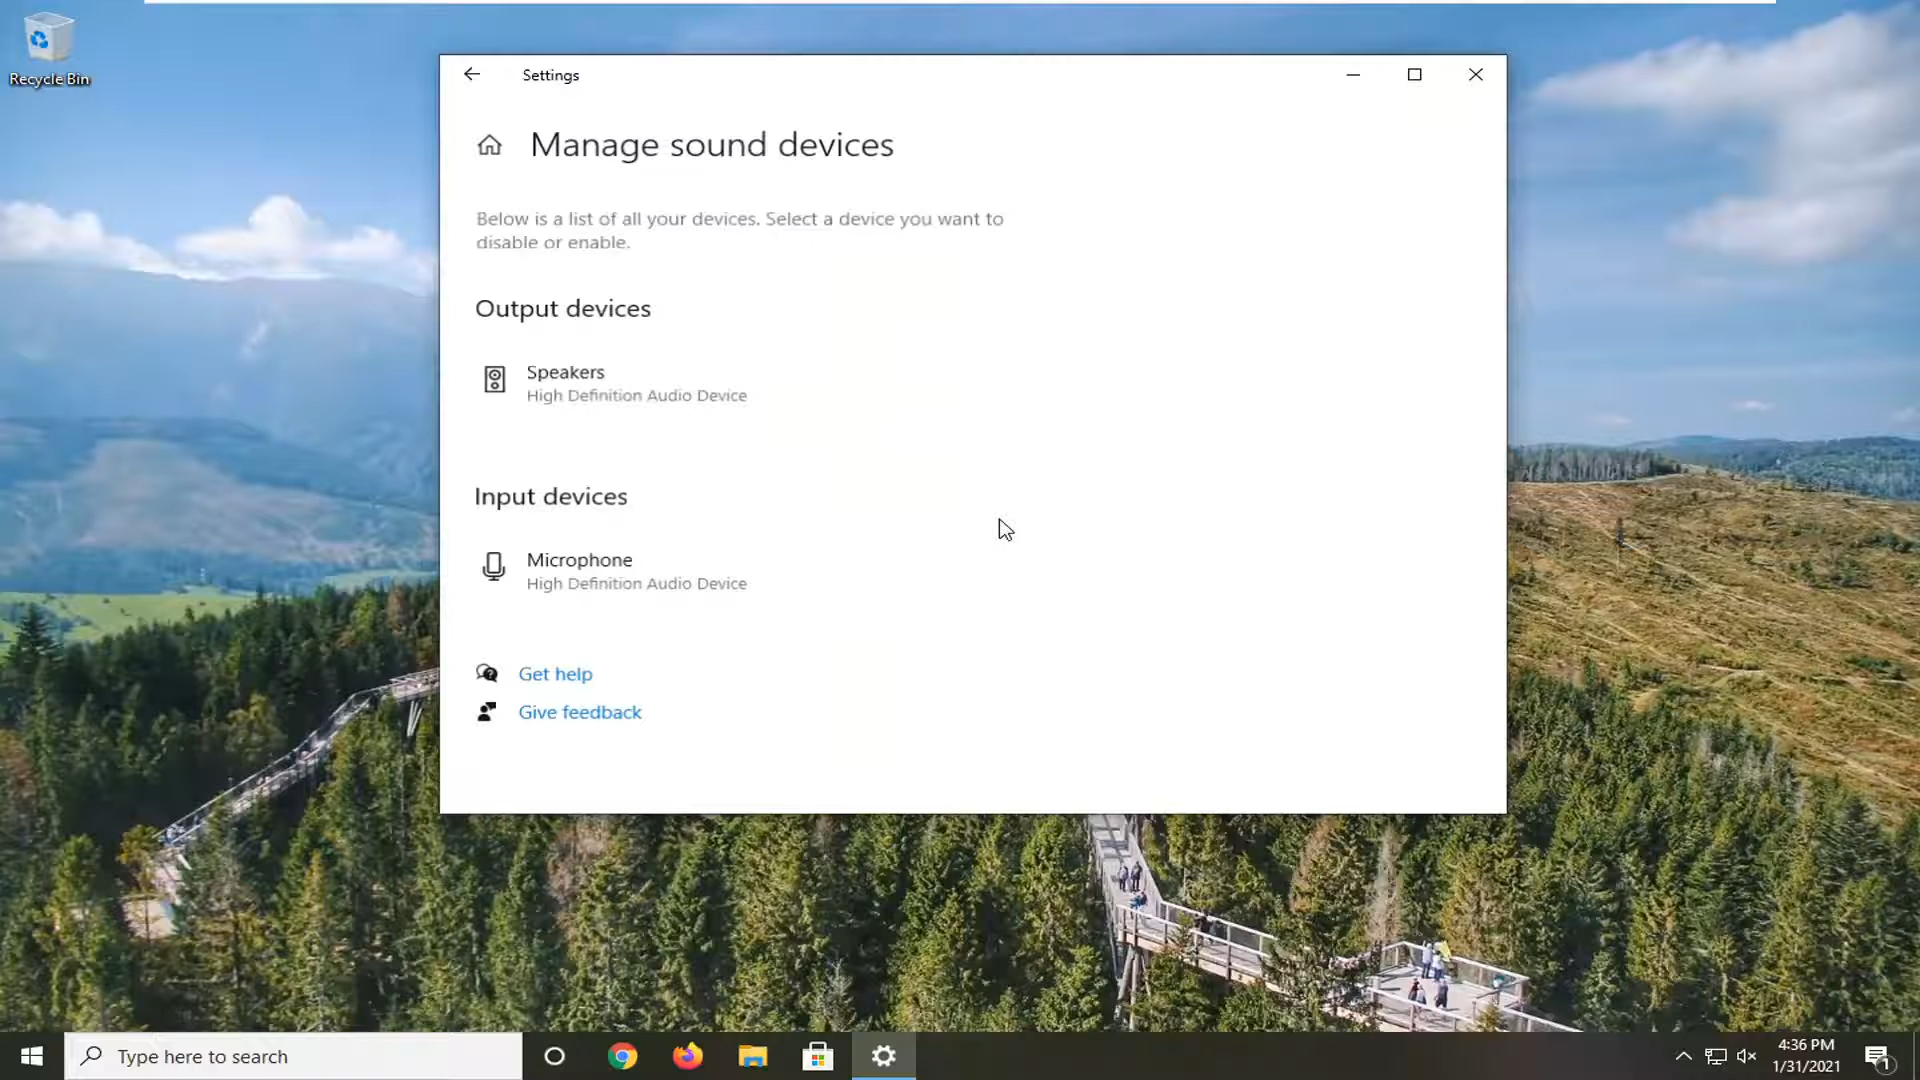 Recycle Bin
Settings
Manage sound devices
Below is a list of all your devices. Select a device you want to
disable or enable.
Output devices
Speakers
High Definition Audio Device
Input devices
Microphone
High Definition Audio Device
Get help
Give feedback
Type here to search
4:36 PM
1/31/2021
1